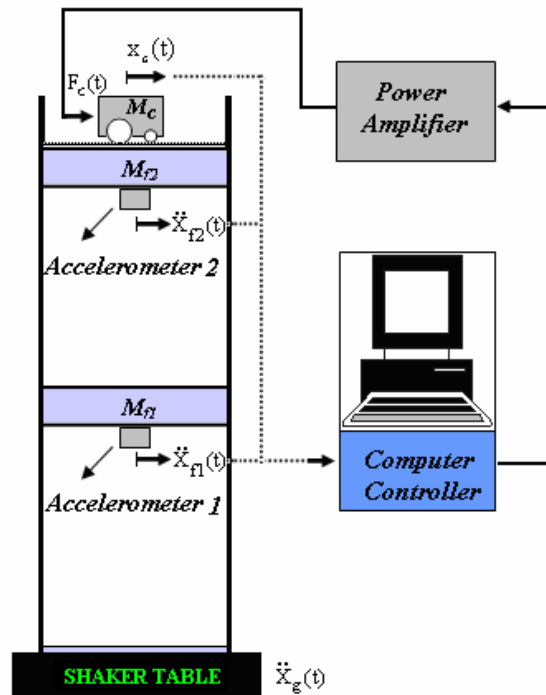 x_c(t)
F_c(t)
M_c
Power
Amplifier
M_f2
Ẍ_f2(t)
Accelerometer 2
M_f1
Ẍ_f1(t)
Accelerometer 1
Computer
Controller
SHAKER TABLE
Ẍ_g(t)